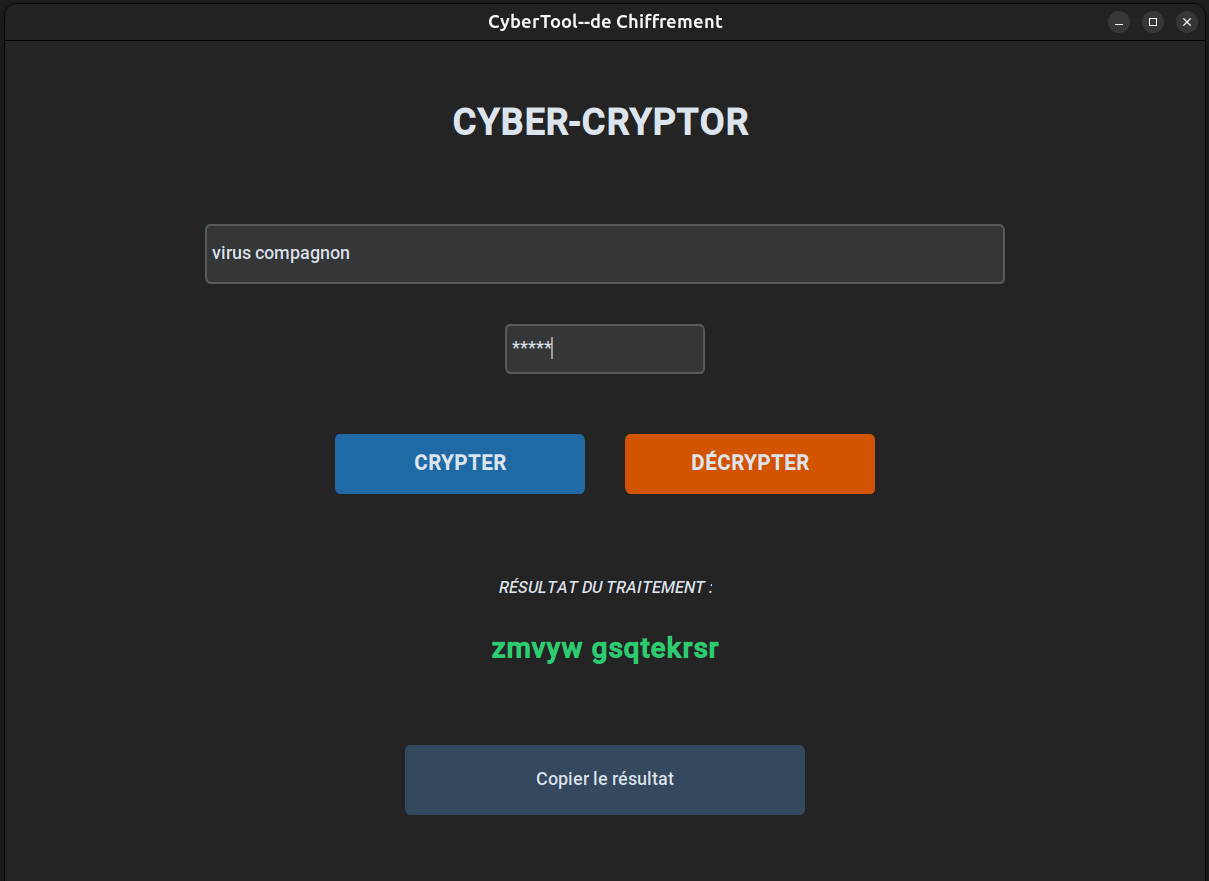 CyberTool--de Chiffrement
CYBER-CRYPTOR
virus compagnon
*****
CRYPTER
DÉCRYPTER
RÉSULTAT DU TRAITEMENT :
zmvyw gsqtekrsr
Copier le résultat